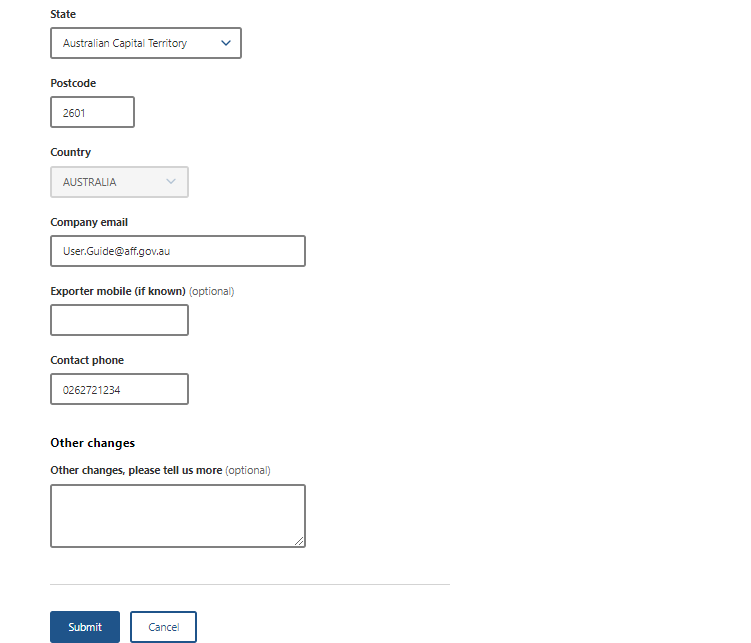 State
Australian Capital Territory
Postcode
2601
Country
AUSTRALIA
Company email
User.Guide@aff.gov.au
Exporter mobile (if known) (optional)
Contact phone
0262721234
Other changes
Other changes, please tell us more (optional)
Submit Cancel